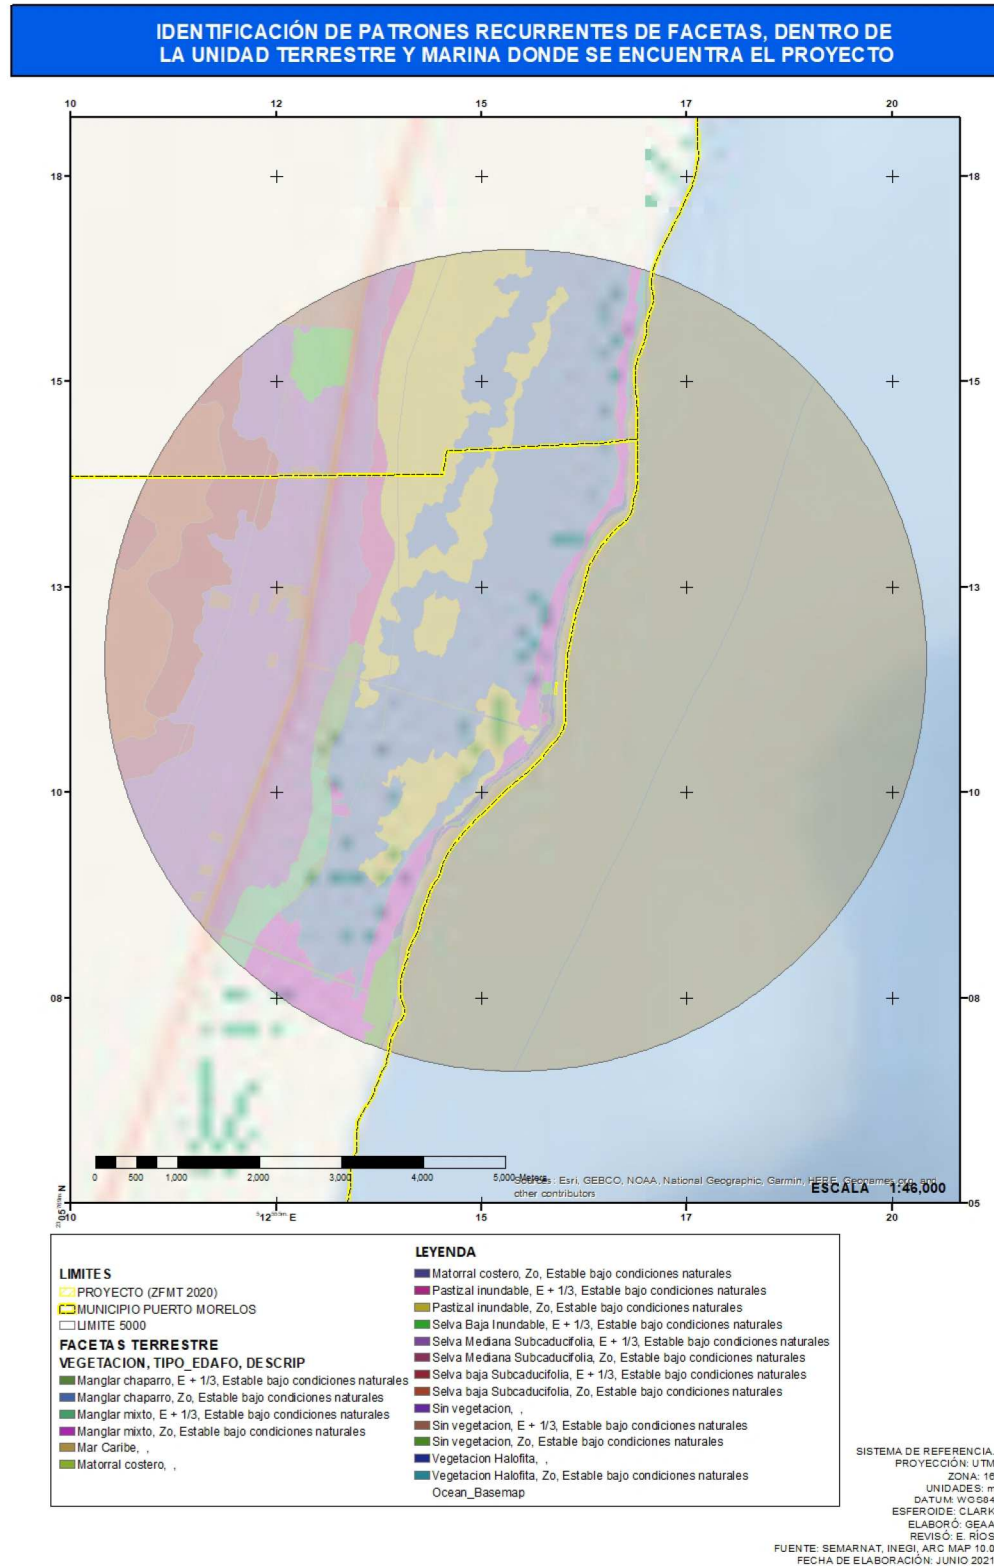 IDENTIFICACIÓN DE PATRONES RECURRENTES DE FACETAS, DENTRO DE
LA UNIDAD TERRESTRE Y MARINA DONDE SE ENCUENTRA EL PROYECTO
10 12 15 17 20
18 18
15 15
13 13
10 10
08 08
0 500 1,000 2,000 3,000 4,000 5,000 Meters
Sources: Esri, GEBCO, NOAA, National Geographic, Garmin, HERE, Geonames.org, and
other contributors
ESCALA 1:46,000
05 N 05
12 E 15 17 20
LIMITES
PROYECTO (ZFMT 2020)
MUNICIPIO PUERTO MORELOS
LIMITE 5000
FACETAS TERRESTRE
VEGETACION, TIPO_EDAFO, DESCRIP
Manglar chaparro, E + 1/3, Estable bajo condiciones naturales
Manglar chaparro, Zo, Estable bajo condiciones naturales
Manglar mixto, E + 1/3, Estable bajo condiciones naturales
Manglar mixto, Zo, Estable bajo condiciones naturales
Mar Caribe, ,
Matorral costero, ,
LEYENDA
Matorral costero, Zo, Estable bajo condiciones naturales
Pastizal inundable, E + 1/3, Estable bajo condiciones naturales
Pastizal inundable, Zo, Estable bajo condiciones naturales
Selva Baja Inundable, E + 1/3, Estable bajo condiciones naturales
Selva Mediana Subcaducifolia, E + 1/3, Estable bajo condiciones naturales
Selva Mediana Subcaducifolia, Zo, Estable bajo condiciones naturales
Selva baja Subcaducifolia, E + 1/3, Estable bajo condiciones naturales
Selva baja Subcaducifolia, Zo, Estable bajo condiciones naturales
Sin vegetacion, ,
Sin vegetacion, E + 1/3, Estable bajo condiciones naturales
Sin vegetacion, Zo, Estable bajo condiciones naturales
Vegetacion Halofita, ,
Vegetacion Halofita, Zo, Estable bajo condiciones naturales
Ocean_Basemap
SISTEMA DE REFERENCIA.
PROYECCIÓN: UTM
ZONA: 16
UNIDADES: m
DATUM: WGS84
ESFEROIDE: CLARK
ELABORÓ: GEAA
REVISÓ: E. RÍOS
FUENTE: SEMARNAT, INEGI, ARC MAP 10.0
FECHA DE ELABORACIÓN: JUNIO 2021